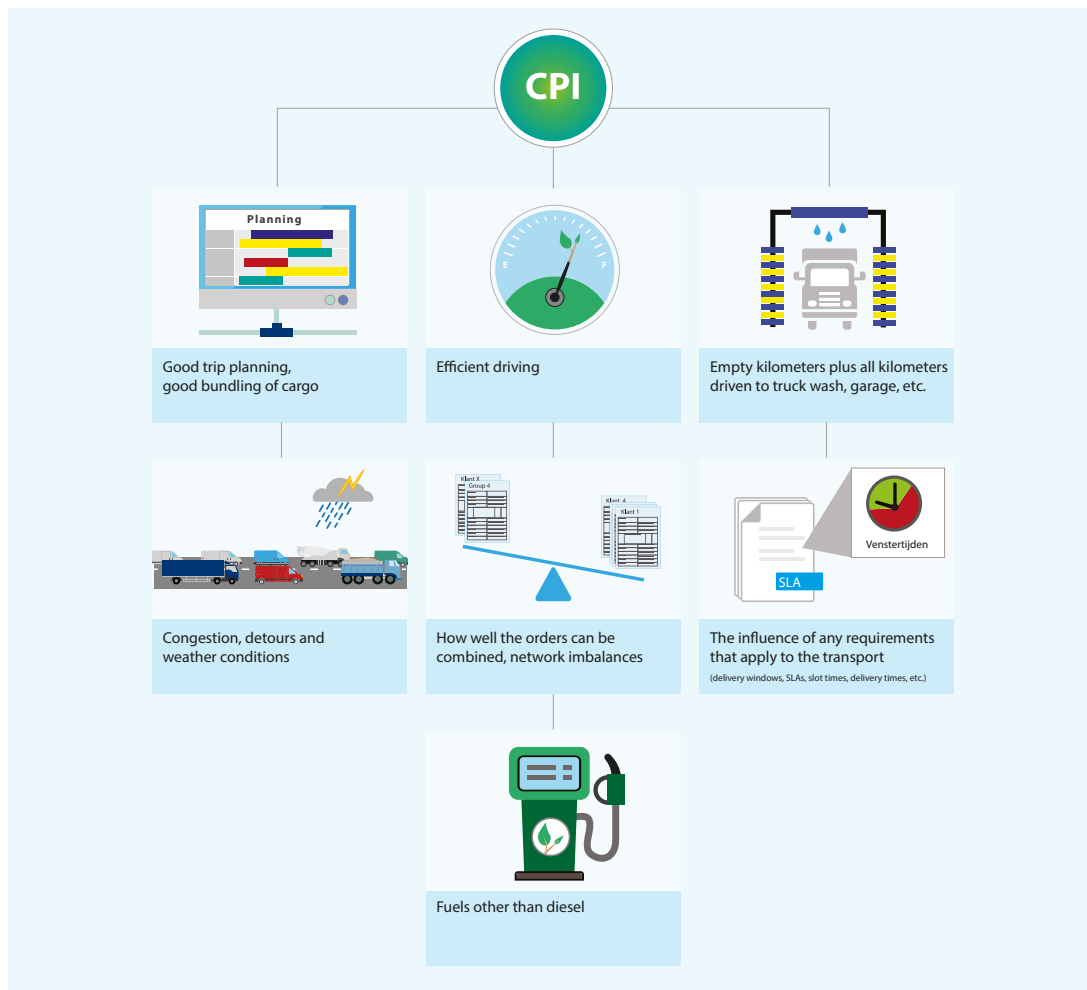 CPI
Planning
E
F
Good trip planning,
good bundling of cargo
Efficient driving
Empty kilometers plus all kilometers
driven to truck wash, garage, etc.
Klant X
Group 4
Klant 4
Klant 1
Venstertijden
SLA
Congestion, detours and
weather conditions
How well the orders can be
combined, network imbalances
The influence of any requirements
that apply to the transport
(delivery windows, SLAs, slot times, delivery times, etc.)
Fuels other than diesel